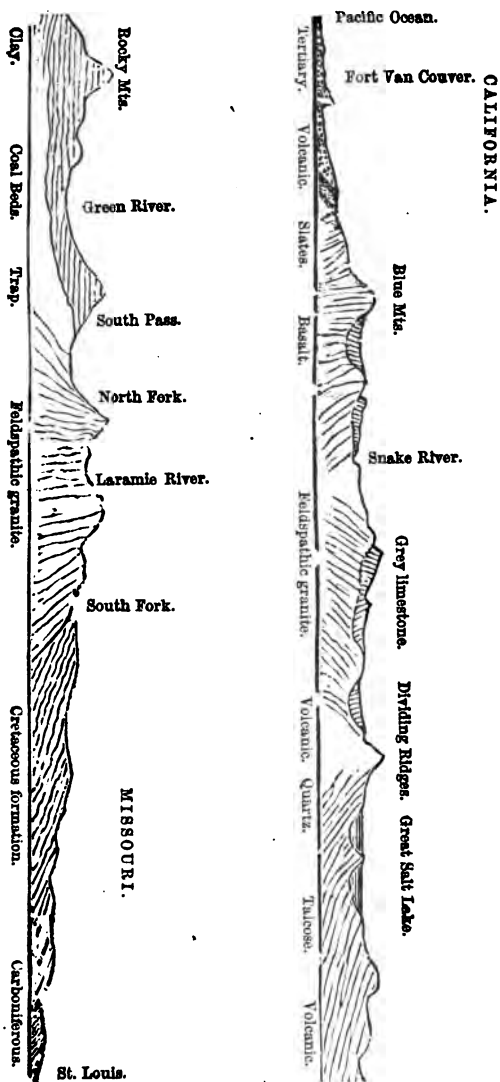 CALIFORNIA.
Pacific Ocean.
Fort Van Couver.
Blue Mts.
Snake River.
Grey limestone.
Dividing Ridges.
Great Salt Lake.
Tertiary.
Volcanic.
Slates.
Basalt.
Feldspathic granite.
Volcanic.
Quartz.
Talcose.
Volcanic.
Rocky Mts.
Green River.
South Pass.
North Fork.
Laramie River.
South Fork.
MISSOURI.
St. Louis.
Clay.
Coal Beds.
Trap.
Feldspathic granite.
Cretaceous formation.
Carboniferous.